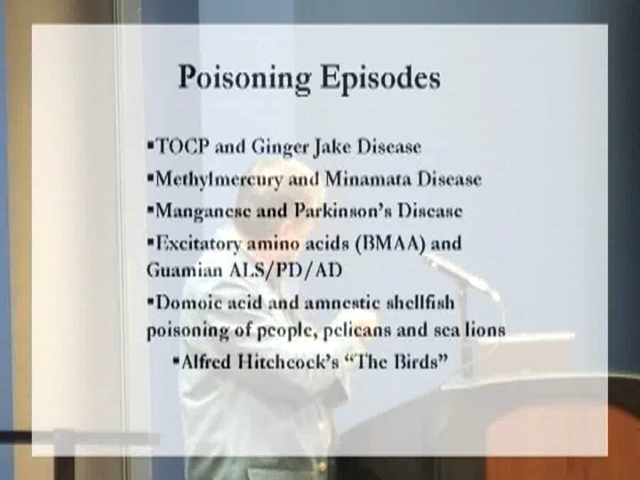 Poisoning Episodes
▪TOCP and Ginger Jake Disease
▪Methylmercury and Minamata Disease
▪Manganese and Parkinson's Disease
▪Excitatory amino acids (BMAA) and
Guamian ALS/PD/AD
▪Domoic acid and amnestic shellfish
poisoning of people, pelicans and sea lions
▪Alfred Hitchcock's “The Birds”